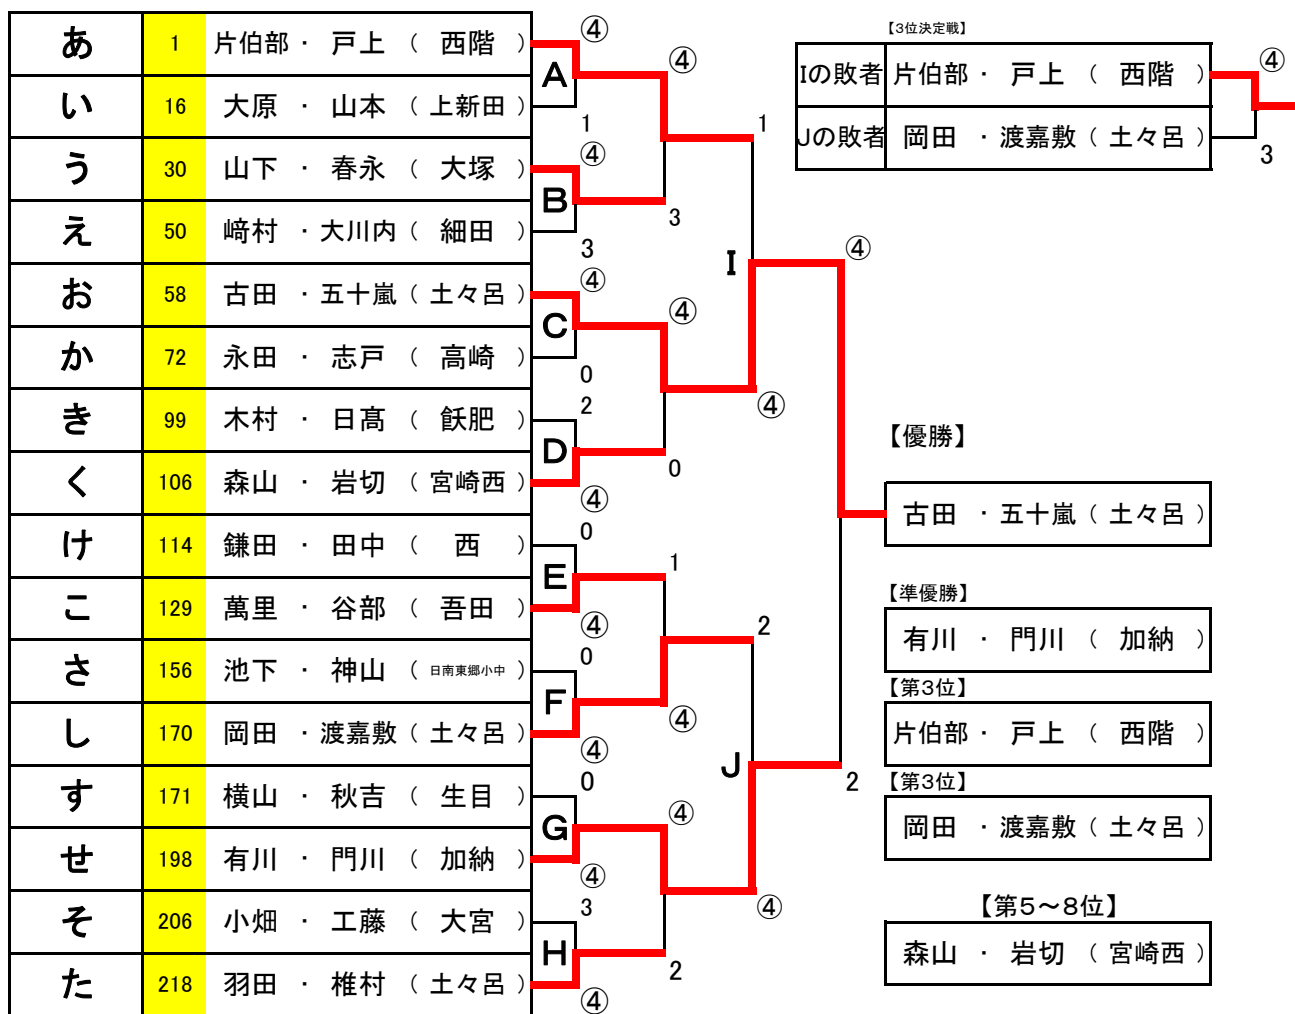 あ 1 片伯部 ・ 戸上 （ 西階 ）
い 16 大原 ・ 山本 （ 上新田 ）
う 30 山下 ・ 春永 （ 大塚 ）
え 50 﨑村 ・ 大川内 （ 細田 ）
お 58 古田 ・ 五十嵐 （ 土々呂 ）
か 72 永田 ・ 志戸 （ 高崎 ）
き 99 木村 ・ 日髙 （ 飫肥 ）
く 106 森山 ・ 岩切 （ 宮崎西 ）
け 114 鎌田 ・ 田中 （ 西 ）
こ 129 萬里 ・ 谷部 （ 吾田 ）
さ 156 池下 ・ 神山 （ 日南東郷小中 ）
し 170 岡田 ・ 渡嘉敷 （ 土々呂 ）
す 171 横山 ・ 秋吉 （ 生目 ）
せ 198 有川 ・ 門川 （ 加納 ）
そ 206 小畑 ・ 工藤 （ 大宮 ）
た 218 羽田 ・ 椎村 （ 土々呂 ）
④
A
1
④
B
3
④
C
0
2
D
④
0
E
④
0
F
④
0
G
④
3
H
④
④
3
④
0
1
④
④
2
1
I
④
2
J
④
④
2
【3位決定戦】
Iの敗者 片伯部 ・ 戸上 （ 西階 ）
④
Jの敗者 岡田 ・ 渡嘉敷 （ 土々呂 ）
3
【優勝】
古田 ・ 五十嵐 （ 土々呂 ）
【準優勝】
有川 ・ 門川 （ 加納 ）
【第3位】
片伯部 ・ 戸上 （ 西階 ）
【第3位】
岡田 ・ 渡嘉敷 （ 土々呂 ）
【第5～8位】
森山 ・ 岩切 （ 宮崎西 ）